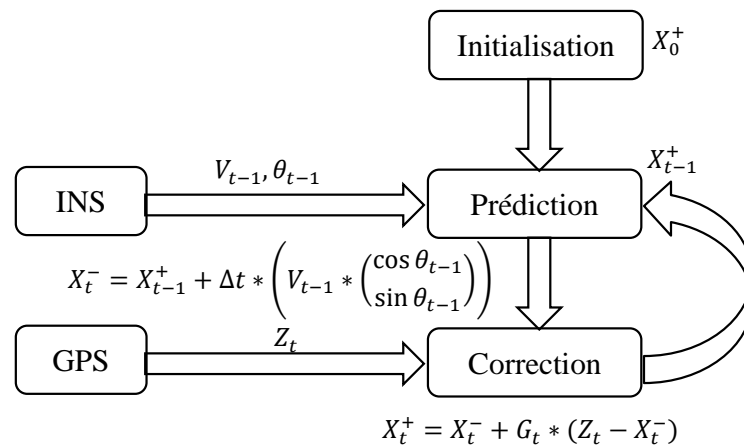 Initialisation
X₀⁺
INS
V_{t−1}, θ_{t−1}
Prédiction
X_{t−1}⁺
X_t⁻ = X_{t−1}⁺ + Δt ∗ (V_{t−1} ∗ (cos θ_{t−1}
sin θ_{t−1}))
GPS
Z_t
Correction
X_t⁺ = X_t⁻ + G_t ∗ (Z_t − X_t⁻)